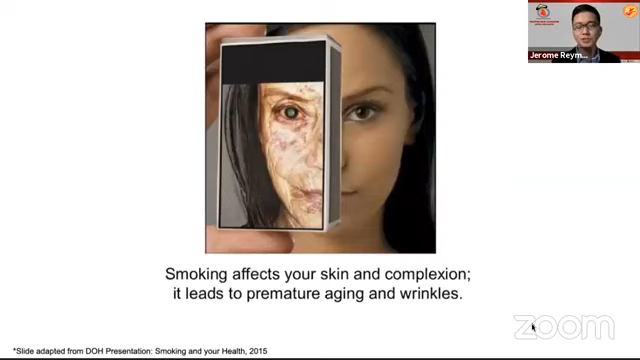 Jerome Reym...
Smoking affects your skin and complexion;
it leads to premature aging and wrinkles.
zoom
*Slide adapted from DOH Presentation: Smoking and your Health, 2015